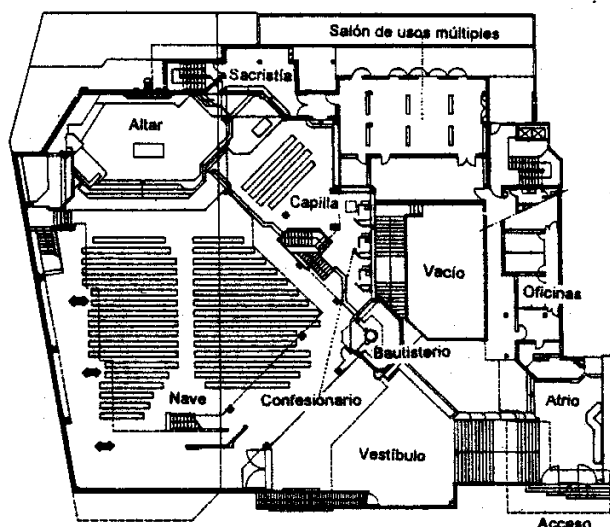 Salón de usos múltiples
Sacristía
Altar
Capilla
Vacío
Oficinas
Bautisterio
Nave
Confesionario
Atrio
Vestíbulo
Acceso